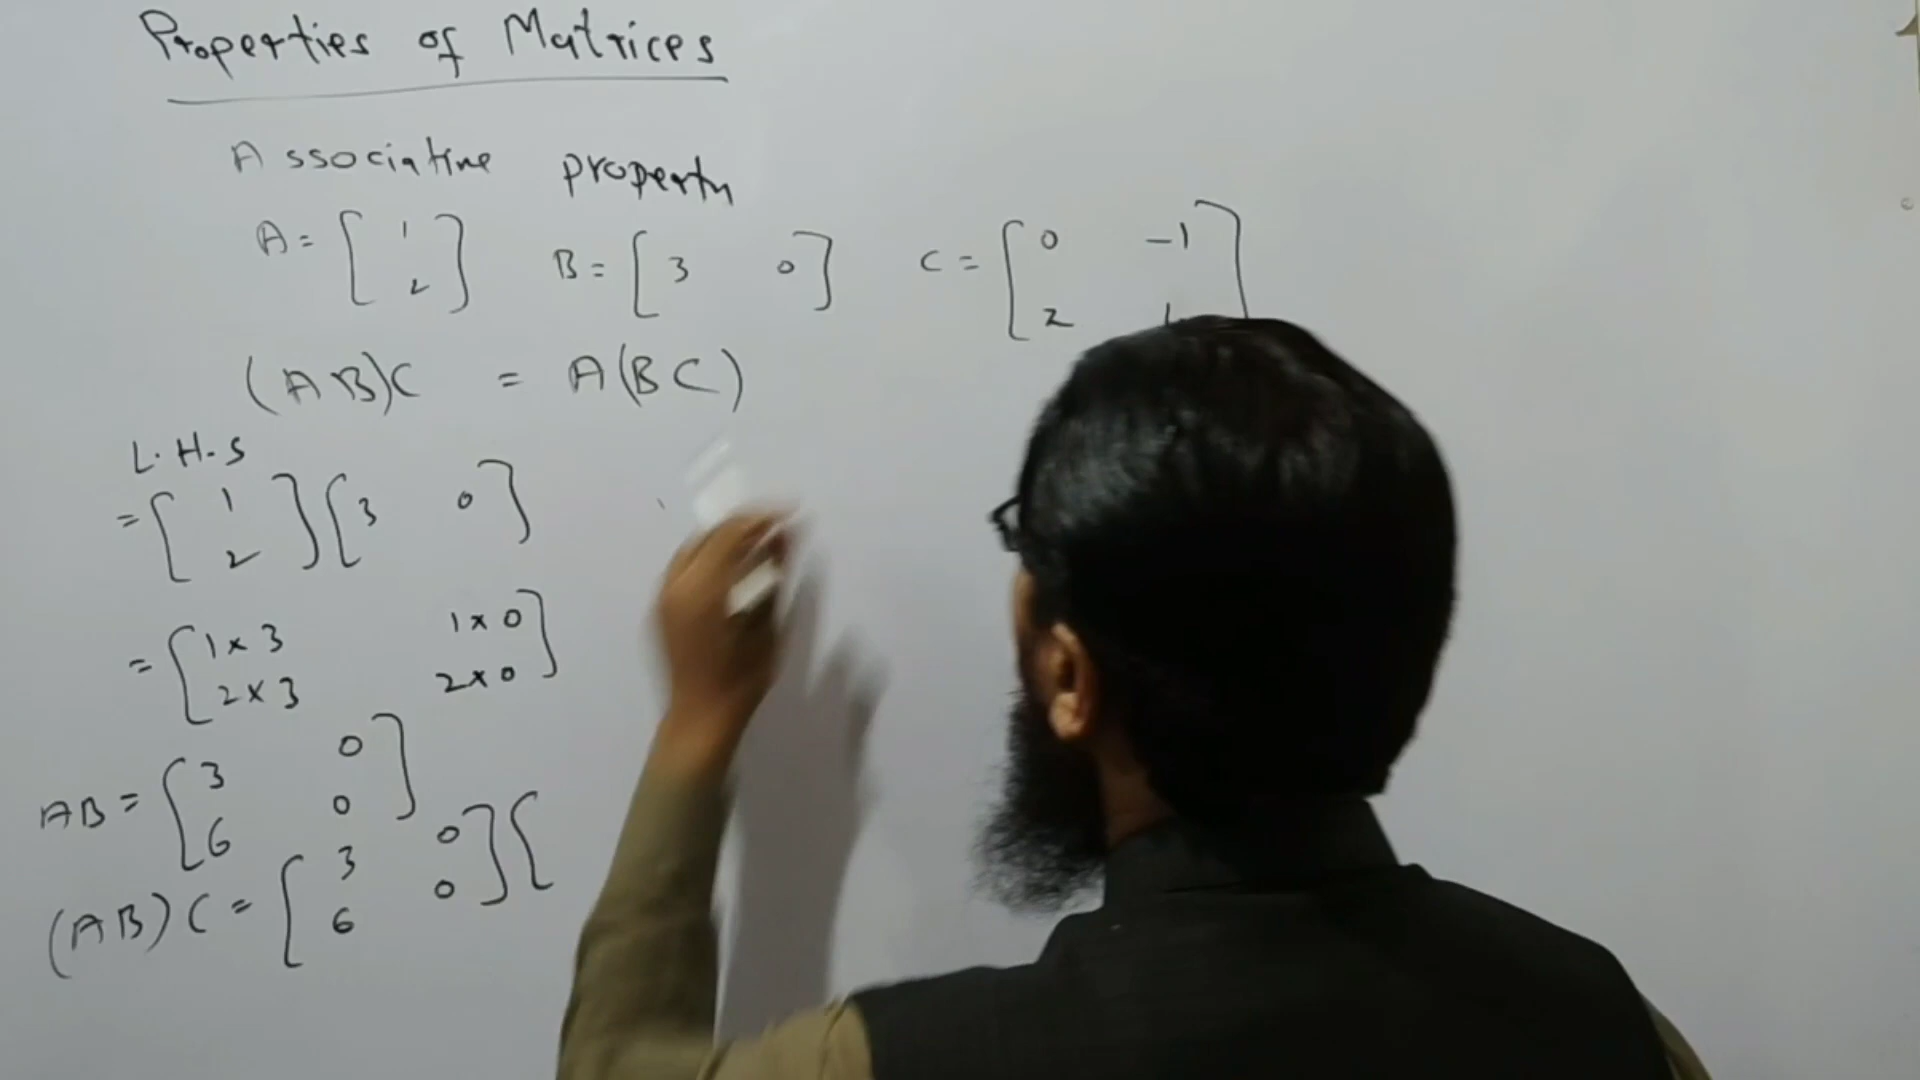 Properties of Matrices
Associative property
A = [ 1 2 ] B = [ 3 0 ] C = [ 0 -1 2 1
(AB)C = A(BC)
L.H.S
= [ 1 2 ] [ 3 0 ]
= [ 1×3 1×0 2×3 2×0 ]
AB = [ 3 0 6 0 ]
(AB)C = [ 3 0 6 0 ] [